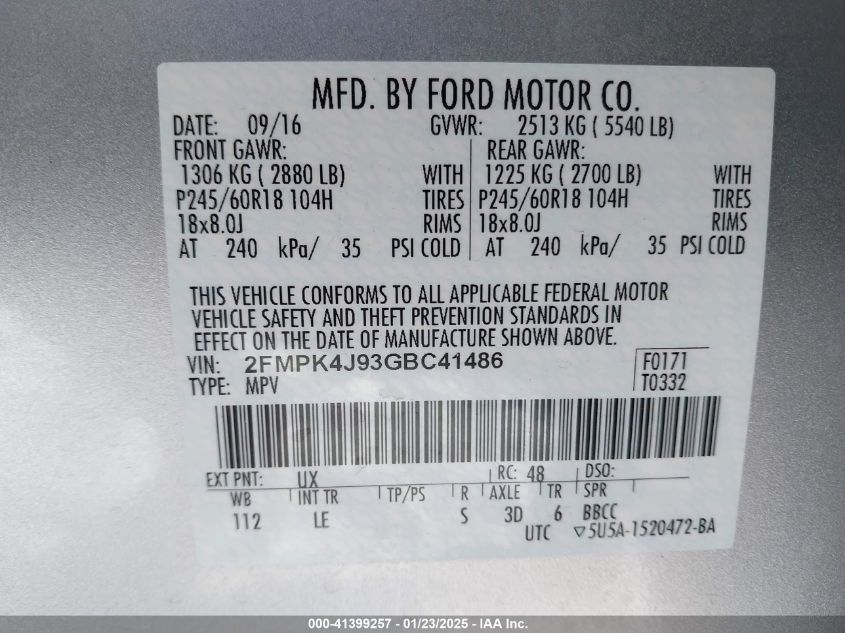 MFD. BY FORD MOTOR CO.
DATE: 09/16 GVWR: 2513 KG ( 5540 LB)
FRONT GAWR: REAR GAWR:
1306 KG ( 2880 LB) WITH 1225 KG ( 2700 LB) WITH
P245/60R18 104H TIRES P245/60R18 104H TIRES
18x8.0J RIMS 18x8.0J RIMS
AT 240 kPa/ 35 PSI COLD AT 240 kPa/ 35 PSI COLD
THIS VEHICLE CONFORMS TO ALL APPLICABLE FEDERAL MOTOR
VEHICLE SAFETY AND THEFT PREVENTION STANDARDS IN
EFFECT ON THE DATE OF MANUFACTURE SHOWN ABOVE.
VIN: 2FMPK4J93GBC41486 F0171
TYPE: MPV T0332
EXT PNT: UX RC: 48 DSO:
WB INT TR TP/PS R AXLE TR SPR
112 LE S 3D 6 BBCC
UTC ▽5U5A-1520472-BA
000-41399257 / 01/23/2025 - IAA Inc.